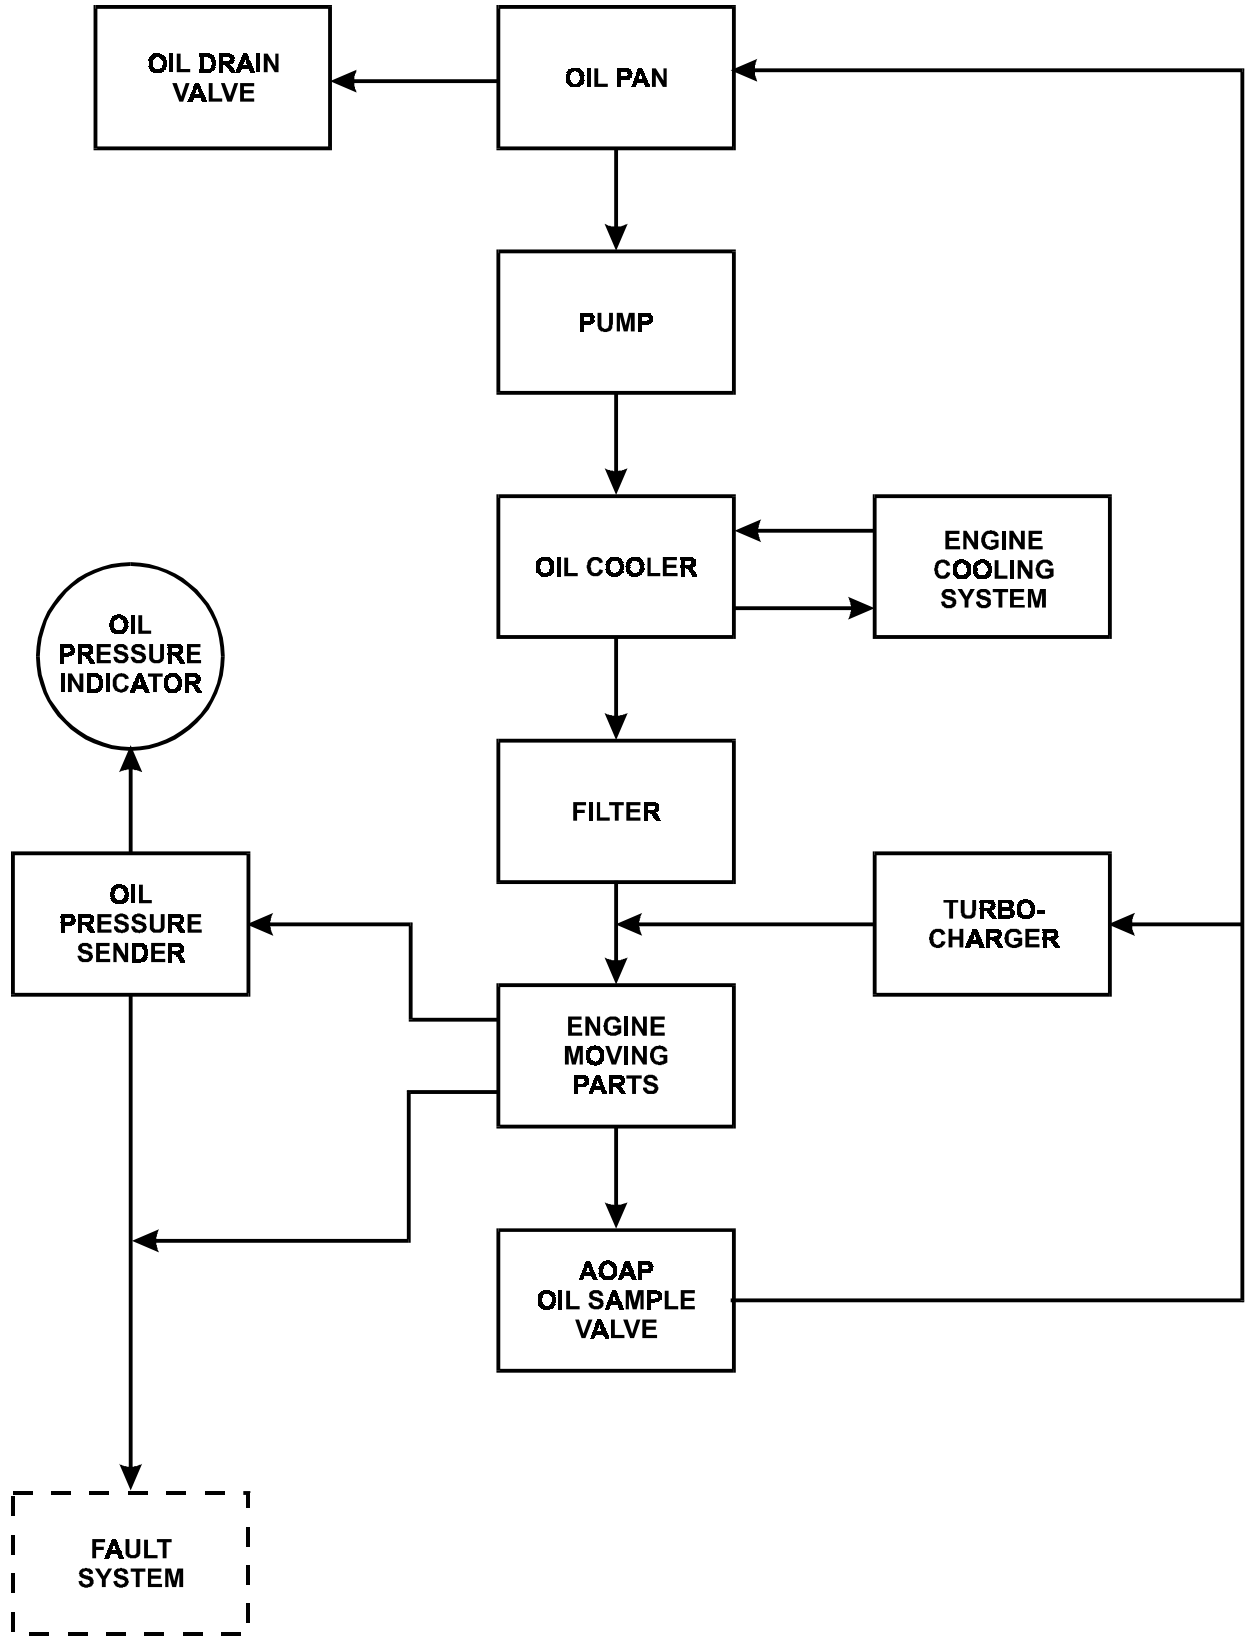 OIL DRAIN
VALVE
OIL PAN
PUMP
OIL COOLER
ENGINE
COOLING
SYSTEM
OIL
PRESSURE
INDICATOR
FILTER
OIL
PRESSURE
SENDER
TURBO-
CHARGER
ENGINE
MOVING
PARTS
AOAP
OIL SAMPLE
VALVE
FAULT
SYSTEM